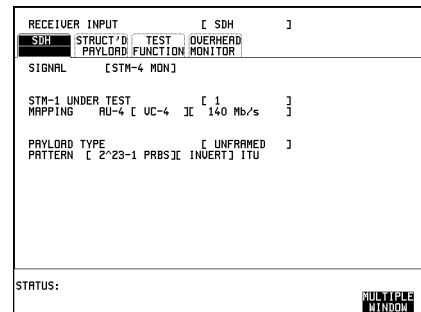 RECEIVER INPUT [ SDH ]
SDH STRUCT'D TEST OVERHEAD
PAYLOAD FUNCTION MONITOR
SIGNAL [STM-4 MON]
STM-1 UNDER TEST [ 1 ]
MAPPING AU-4 [ VC-4 ][ 140 Mb/s ]
PAYLOAD TYPE [ UNFRAMED ]
PATTERN [ 2^23-1 PRBS][ INVERT] ITU
STATUS:
MULTIPLE
WINDOW